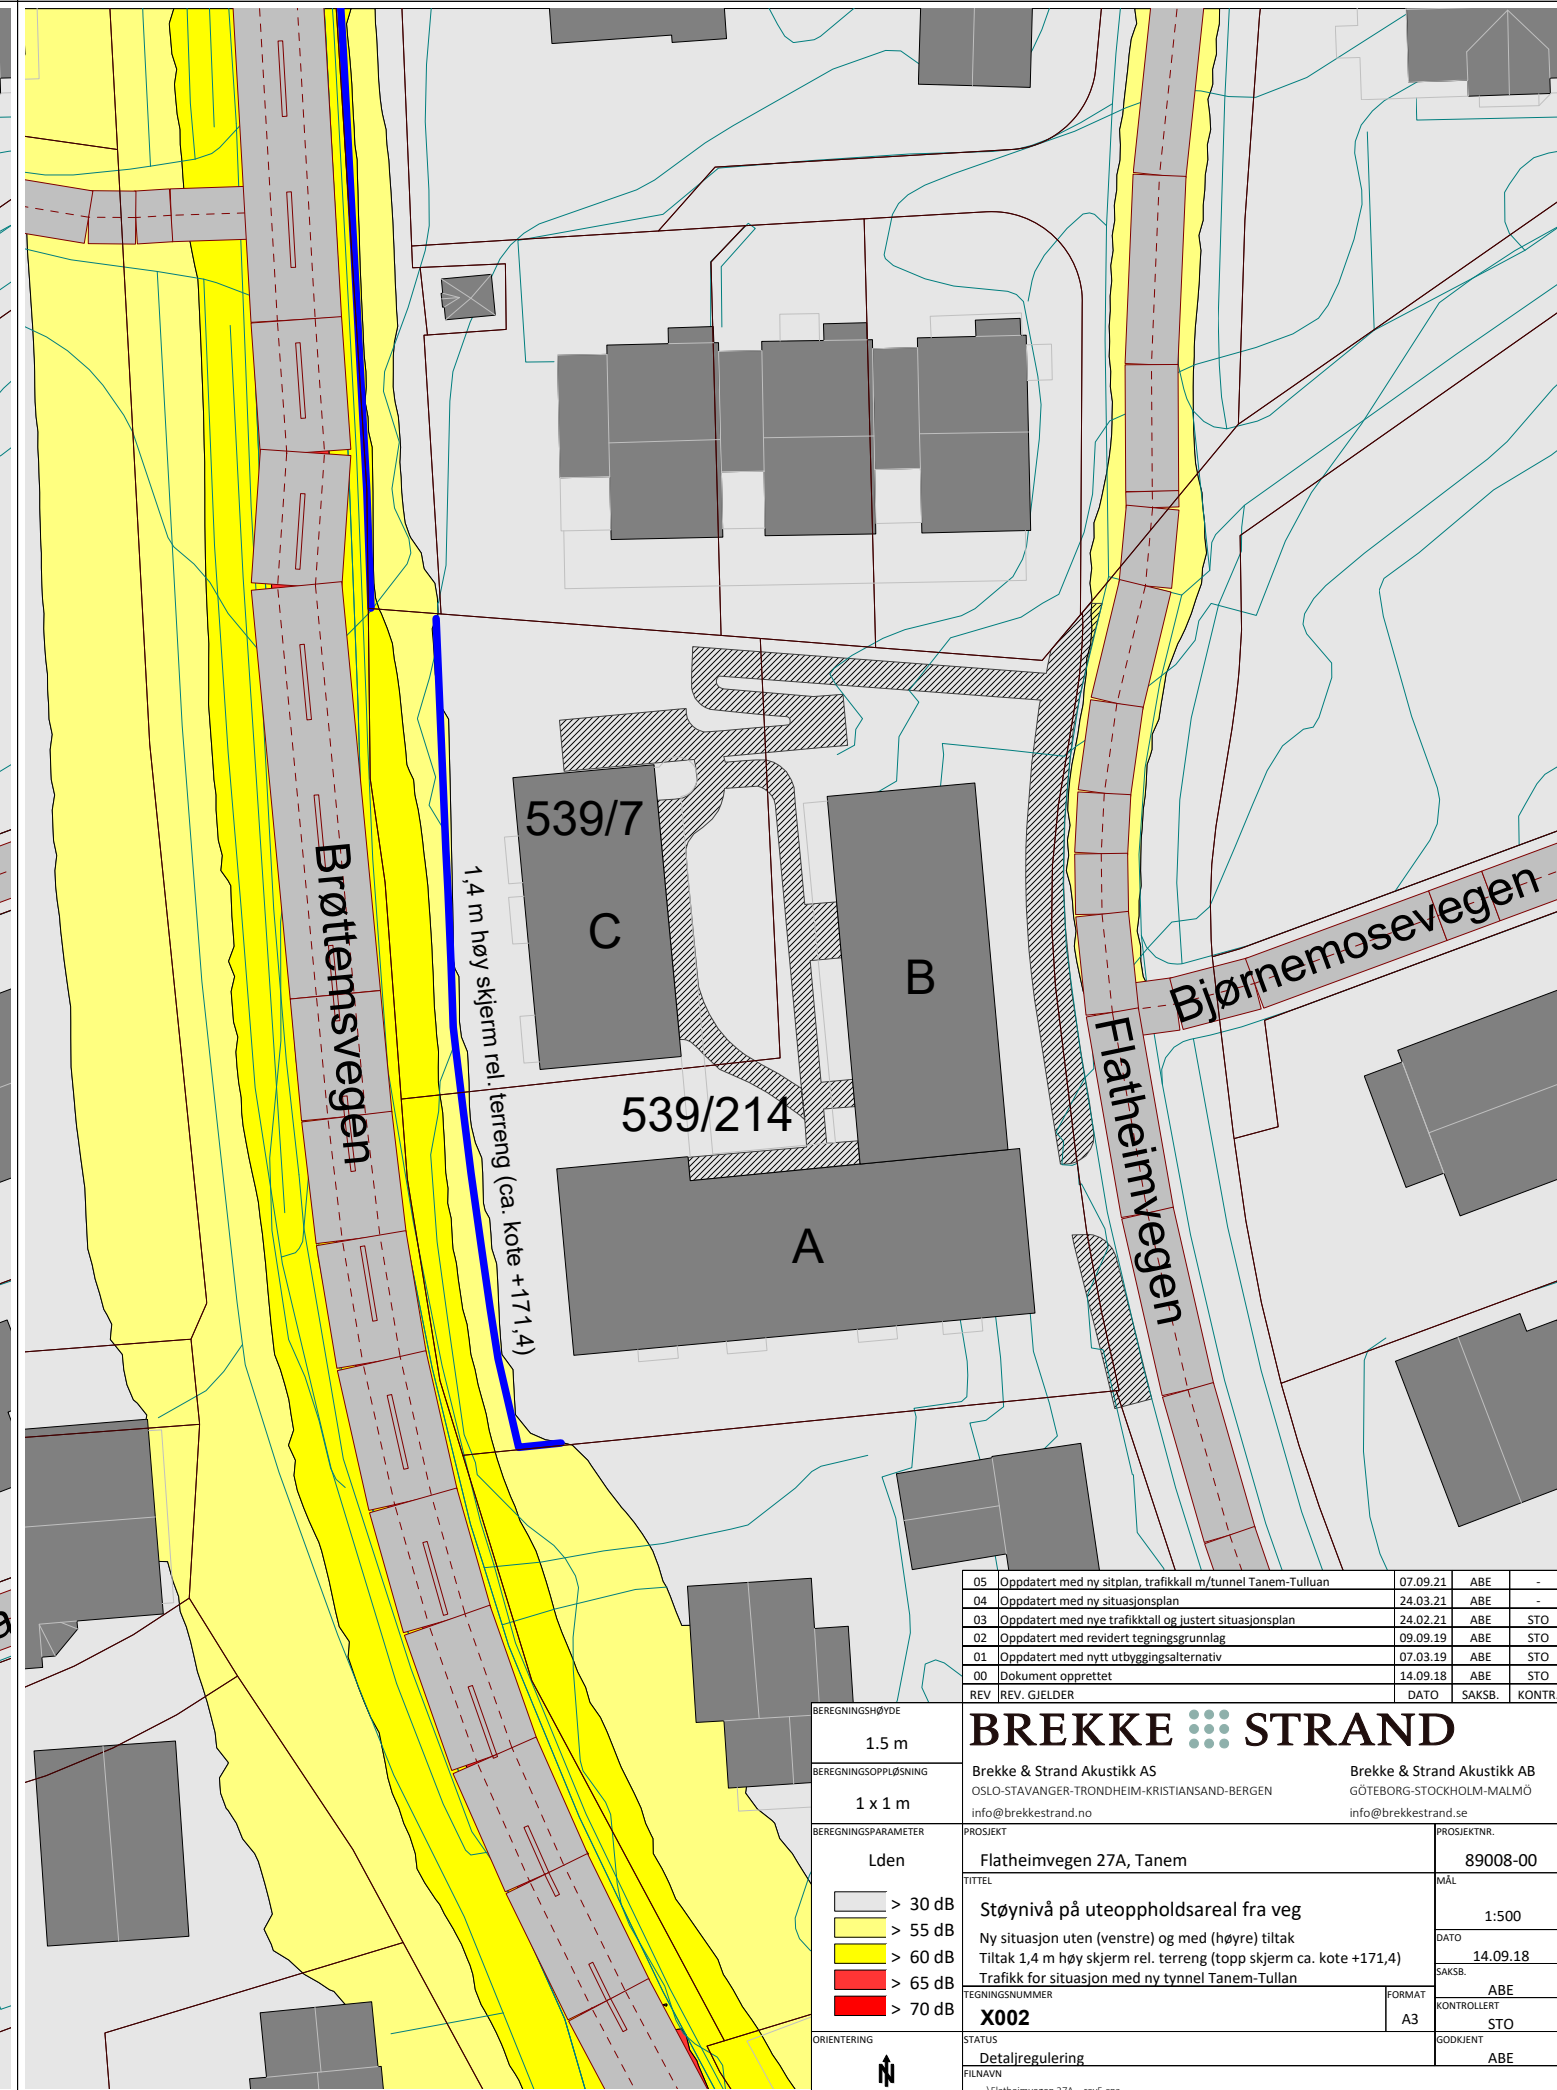 Brøttemsvegen
1,4 m høy skjerm rel. terreng (ca. kote +171,4)
539/7
C
B
539/214
A
Bjørnemosevegen
Flatheimvegen
05 Oppdatert med ny sitplan, trafikkall m/tunnel Tanem-Tulluan 07.09.21 ABE -
04 Oppdatert med ny situasjonsplan 24.03.21 ABE -
03 Oppdatert med nye trafikktall og justert situasjonsplan 24.02.21 ABE STO
02 Oppdatert med revidert tegningsgrunnlag 09.09.19 ABE STO
01 Oppdatert med nytt utbyggingsalternativ 07.03.19 ABE STO
00 Dokument opprettet 14.09.18 ABE STO
REV REV. GJELDER DATO SAKSB. KONTR.
BEREGNINGSHØYDE
1.5 m
BEREGNINGSOPPLØSNING
1 x 1 m
BEREGNINGSPARAMETER
Lden
> 30 dB
> 55 dB
> 60 dB
> 65 dB
> 70 dB
ORIENTERING
N
BREKKE STRAND
Brekke & Strand Akustikk AS
OSLO-STAVANGER-TRONDHEIM-KRISTIANSAND-BERGEN
info@brekkestrand.no
Brekke & Strand Akustikk AB
GÖTEBORG-STOCKHOLM-MALMÖ
info@brekkestrand.se
PROSJEKT
Flatheimvegen 27A, Tanem
PROSJEKTNR.
89008-00
TITTEL
Støynivå på uteoppholdsareal fra veg
Ny situasjon uten (venstre) og med (høyre) tiltak
Tiltak 1,4 m høy skjerm rel. terreng (topp skjerm ca. kote +171,4)
Trafikk for situasjon med ny tynnel Tanem-Tullan
MÅL
1:500
DATO
14.09.18
SAKSB.
ABE
TEGNINGSNUMMER
X002
FORMAT
A3
KONTROLLERT
STO
STATUS
Detaljregulering
GODKJENT
ABE
FILNAVN